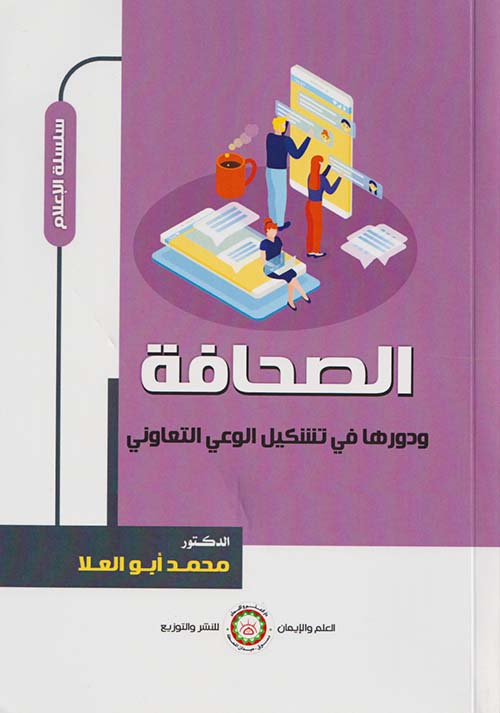 سلسلة الإعلام
الصحافة
ودورها في تشكيل الوعي التعاوني
الدكتور
محمد أبو العلا
العلم والإيمان للنشر والتوزيع